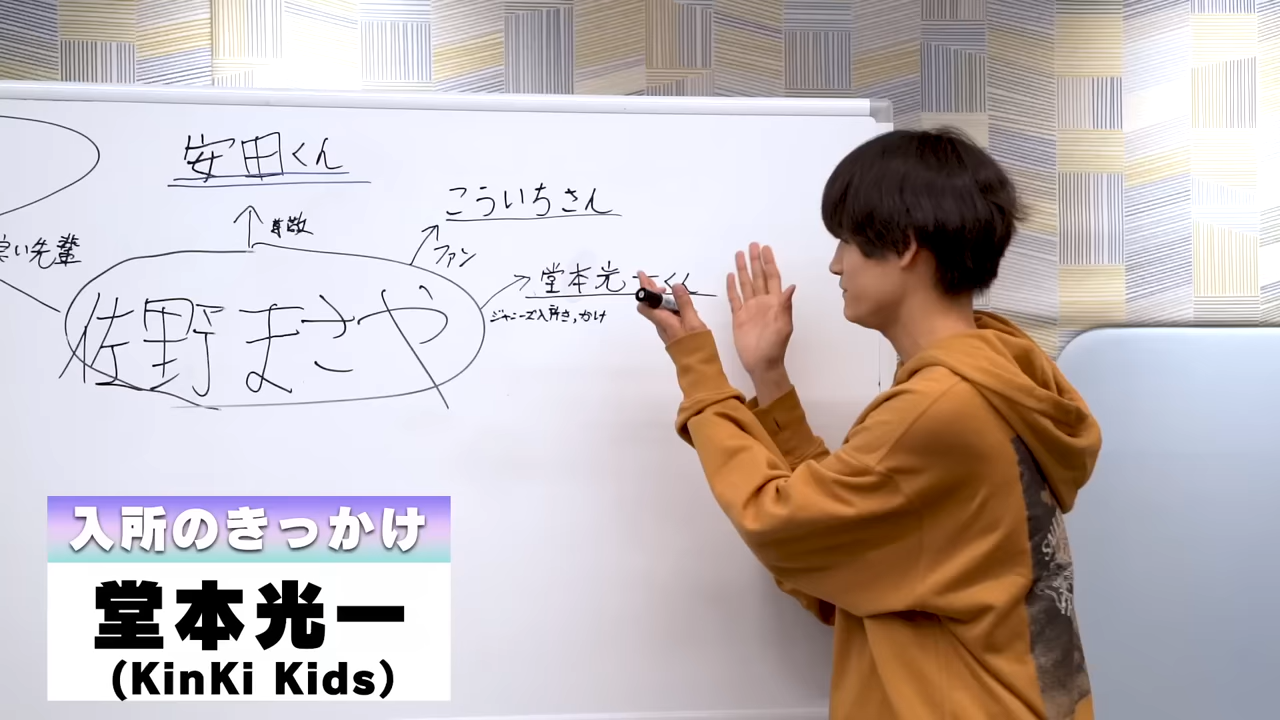 安田くん
尊敬
こういちさん
ファン
い先輩
佐野まさや
堂本光一くん
ジャニーズ入所きっかけ
入所のきっかけ
堂本光一
(KinKi Kids)